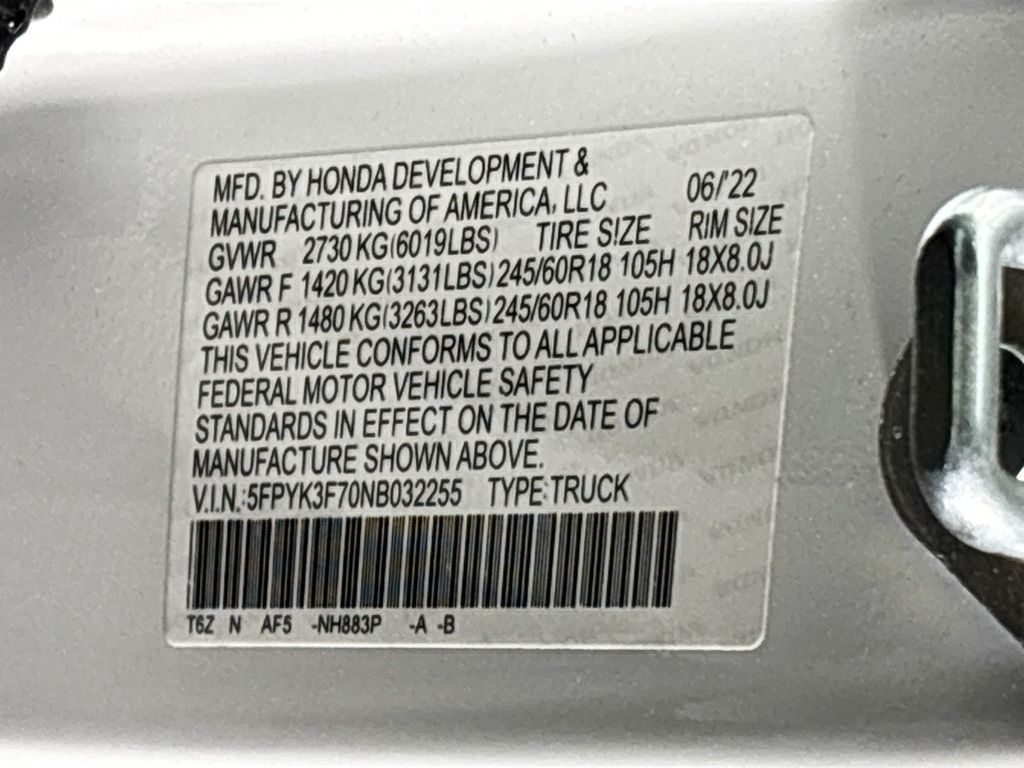 MFD. BY HONDA DEVELOPMENT &
MANUFACTURING OF AMERICA, LLC 06/'22
GVWR 2730 KG(6019LBS) TIRE SIZE RIM SIZE
GAWR F 1420 KG(3131LBS) 245/60R18 105H 18X8.0J
GAWR R 1480 KG(3263LBS) 245/60R18 105H 18X8.0J
THIS VEHICLE CONFORMS TO ALL APPLICABLE
FEDERAL MOTOR VEHICLE SAFETY
STANDARDS IN EFFECT ON THE DATE OF
MANUFACTURE SHOWN ABOVE.
V.I.N.:5FPYK3F70NB032255 TYPE:TRUCK
T6Z N AF5 -NH883P -A -B